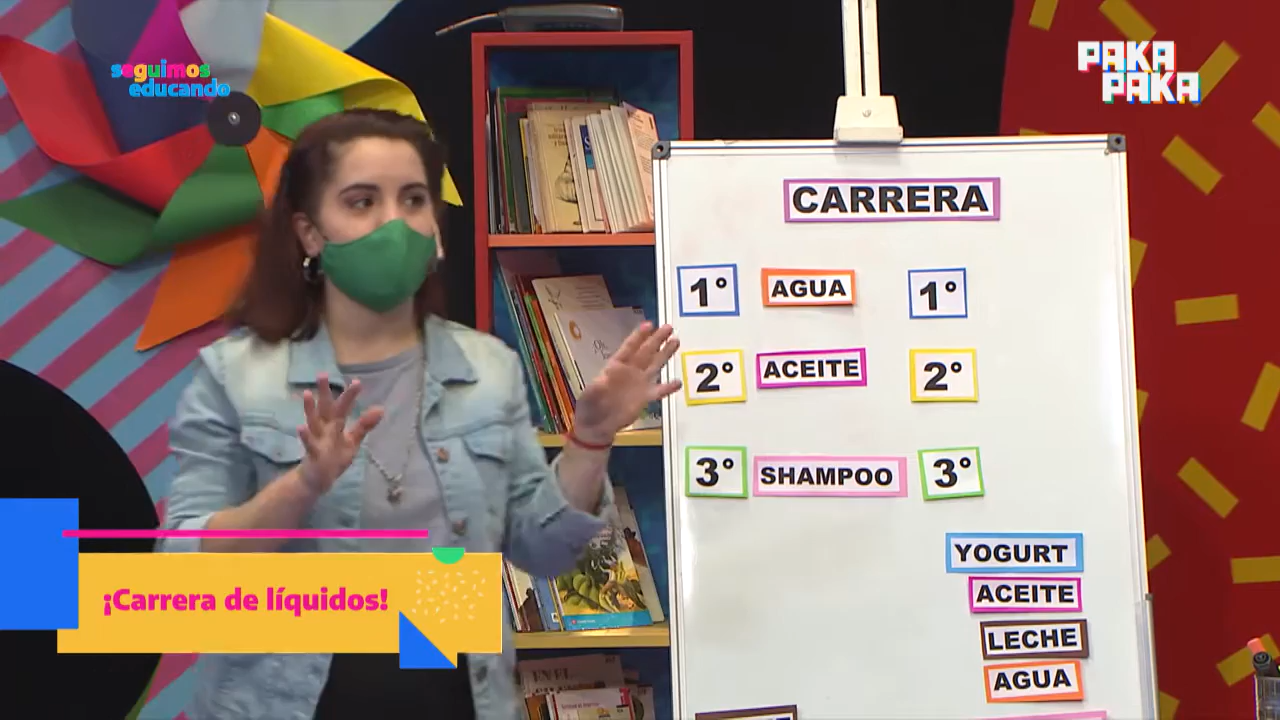 seguimos
educando
PAKA
PAKA
CARRERA
1° AGUA 1°
2° ACEITE 2°
3° SHAMPOO 3°
YOGURT
ACEITE
LECHE
AGUA
¡Carrera de líquidos!